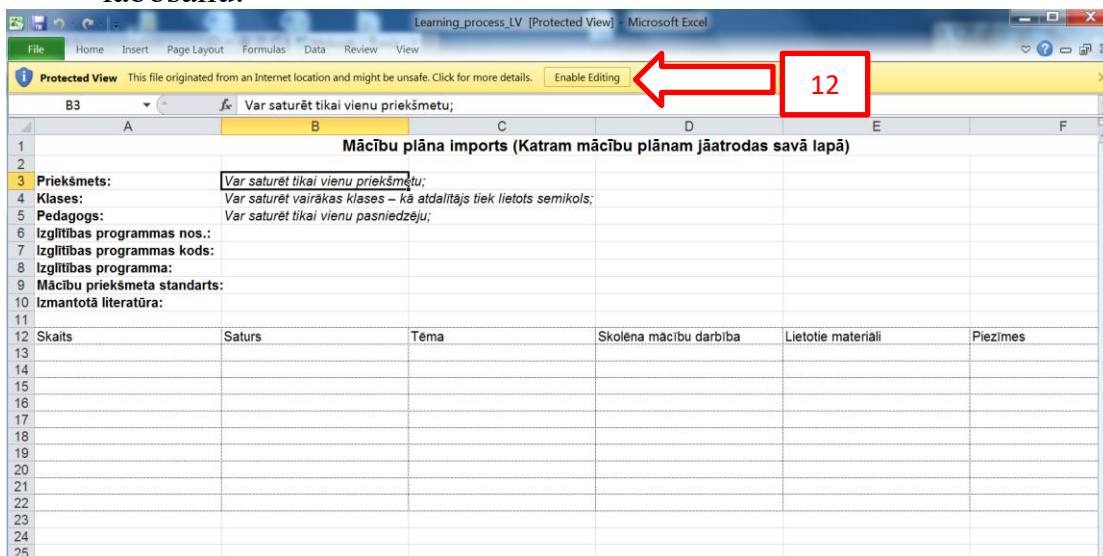 labošanu.
Learning_process_LV [Protected View] - Microsoft Excel
File Home Insert Page Layout Formulas Data Review View
Protected View This file originated from an Internet location and might be unsafe. Click for more details. Enable Editing
12
B3 fx Var saturēt tikai vienu priekšmetu;
A B C D E F
1 Mācību plāna imports (Katram mācību plānam jāatrodas savā lapā)
2
3 Priekšmets: Var saturēt tikai vienu priekšmetu;
4 Klases: Var saturēt vairākas klases – kā atdalītājs tiek lietots semikols;
5 Pedagogs: Var saturēt tikai vienu pasniedzēju;
6 Izglītības programmas nos.:
7 Izglītības programmas kods:
8 Izglītības programma:
9 Mācību priekšmeta standarts:
10 Izmantotā literatūra:
11
12 Skaits Saturs Tēma Skolēna mācību darbība Lietotie materiāli Piezīmes
13
14
15
16
17
18
19
20
21
22
23
24
25